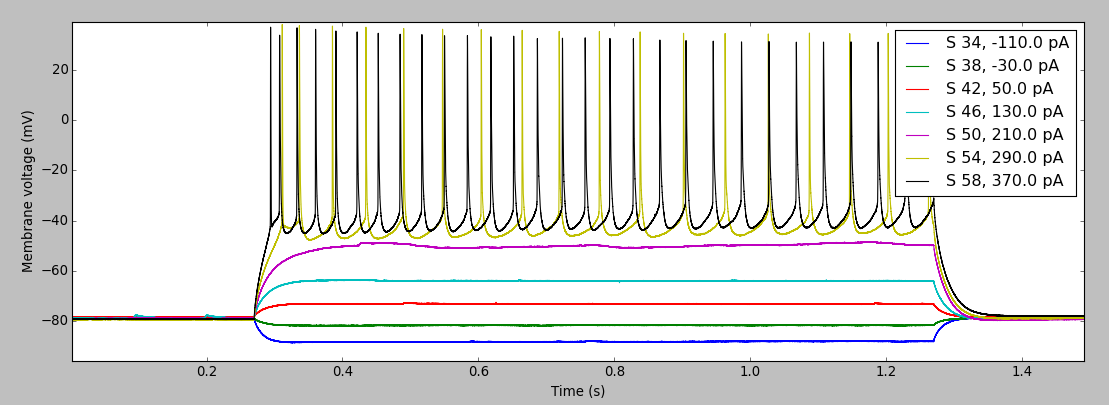 Membrane voltage (mV)
20
0
−20
−40
−60
−80
S 34, -110.0 pA
S 38, -30.0 pA
S 42, 50.0 pA
S 46, 130.0 pA
S 50, 210.0 pA
S 54, 290.0 pA
S 58, 370.0 pA
0.2 0.4 0.6 0.8 1.0 1.2 1.4
Time (s)